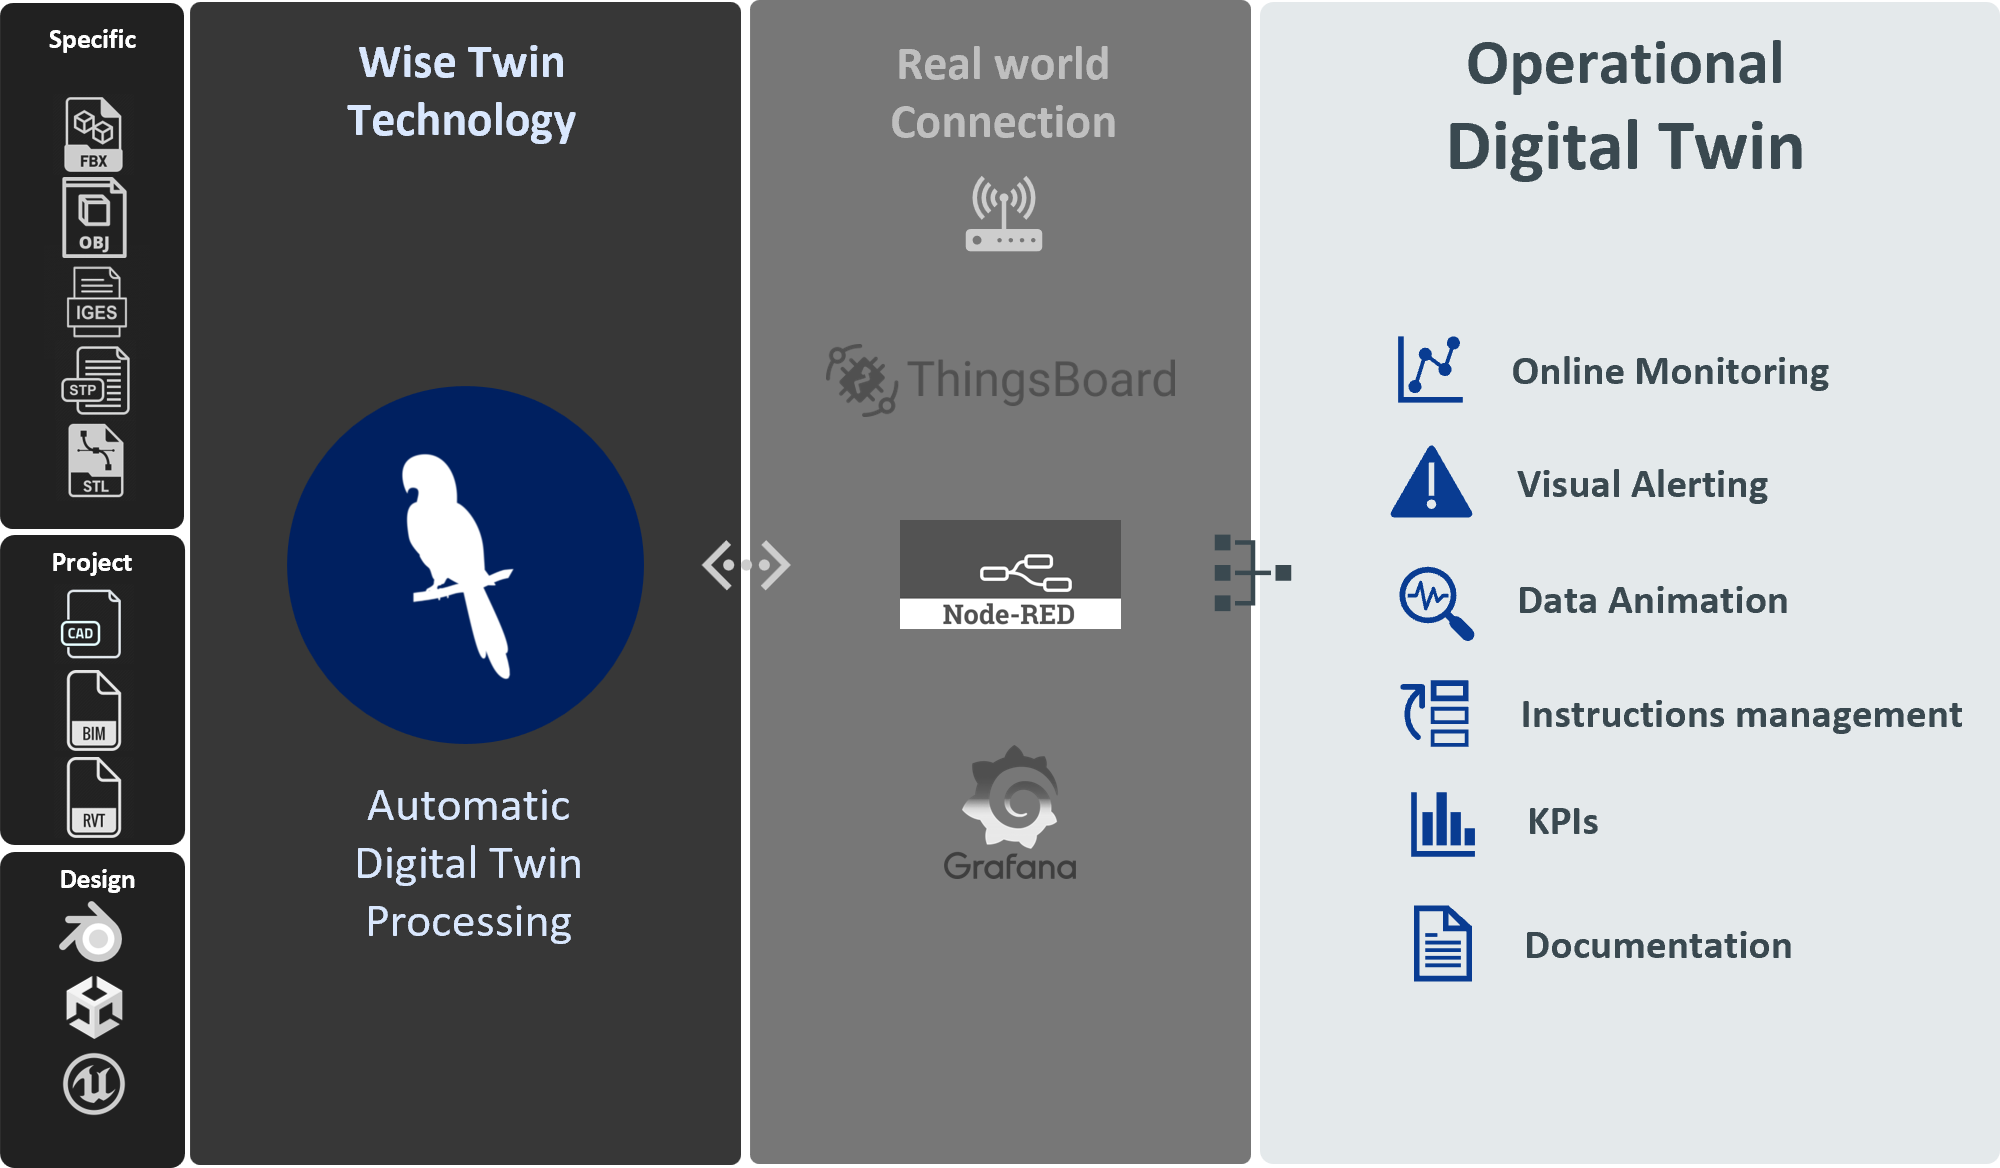 Specific
FBX
OBJ
IGES
STP
STL
Project
CAD
BIM
RVT
Design
Wise Twin
Technology
Automatic
Digital Twin
Processing
Real world
Connection
ThingsBoard
Node-RED
Grafana
Operational
Digital Twin
Online Monitoring
Visual Alerting
Data Animation
Instructions management
KPIs
Documentation